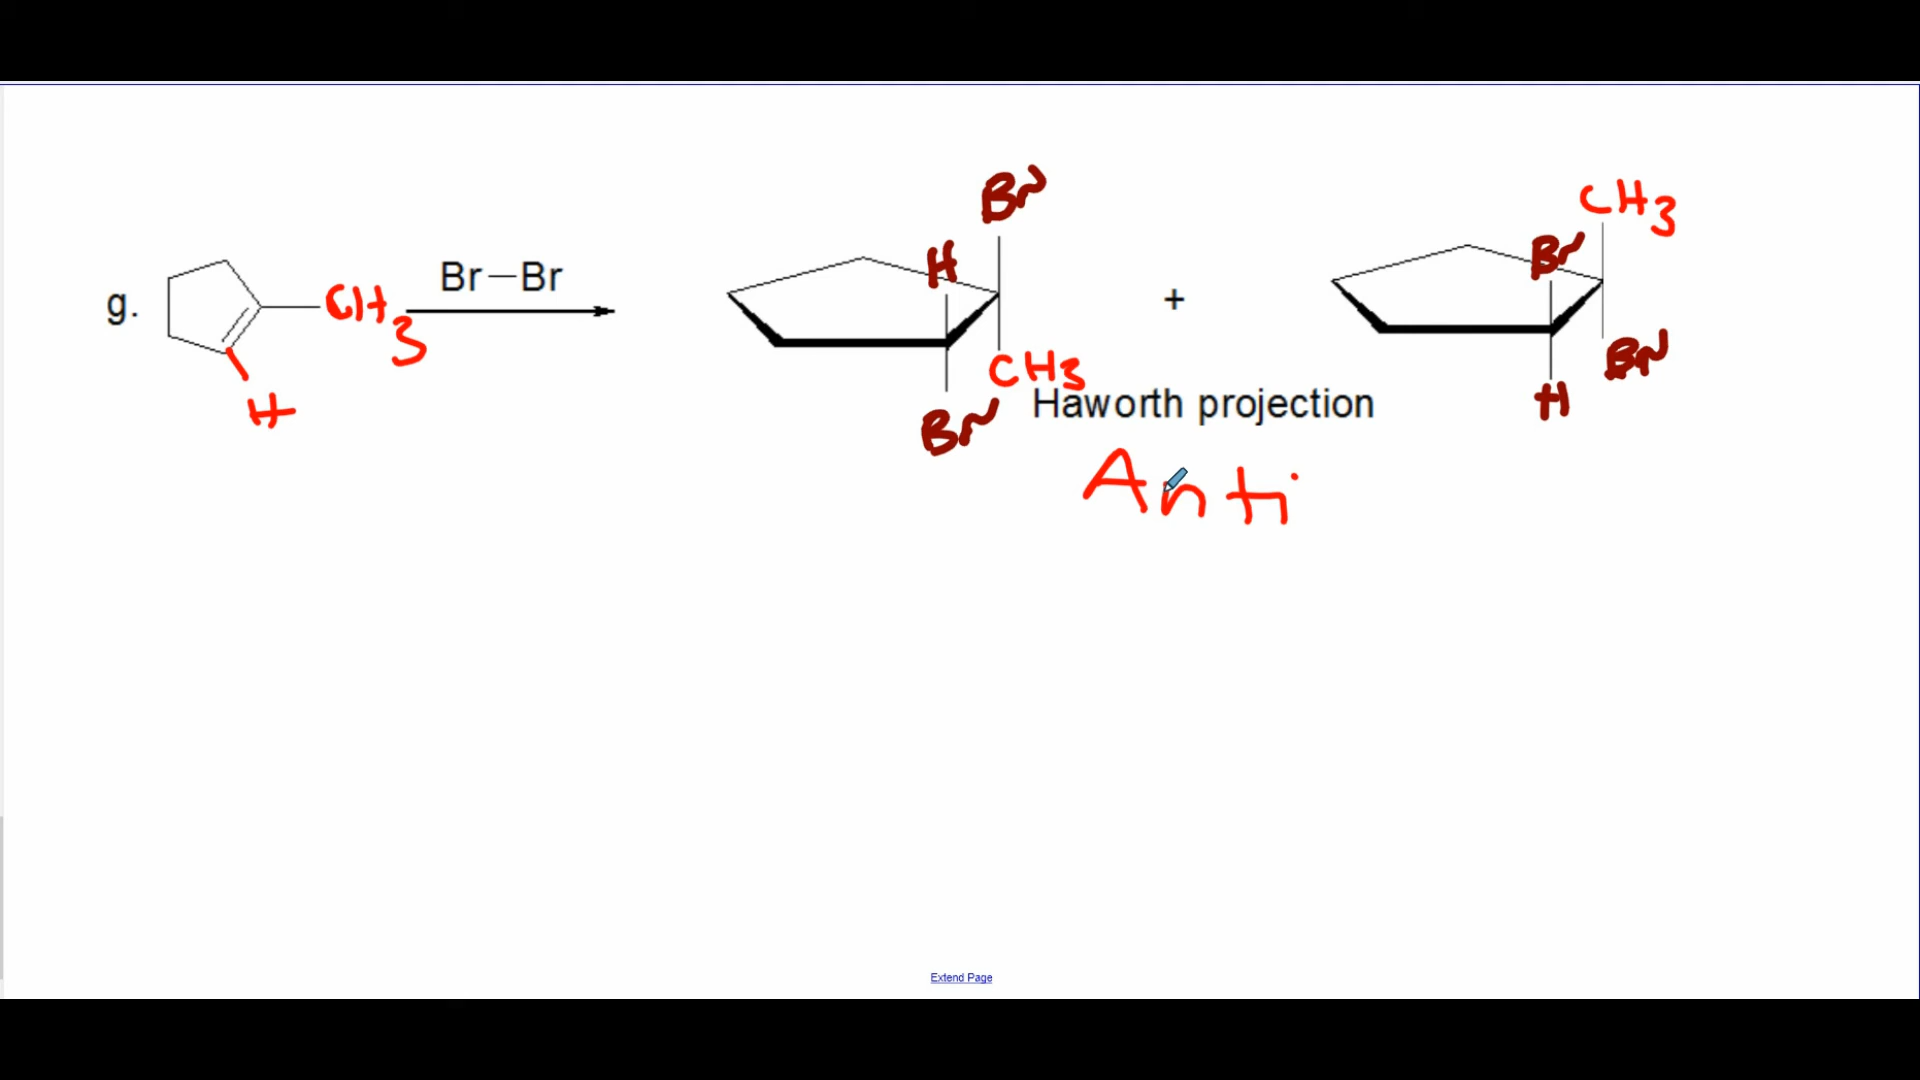 g.
CH3
H
Br—Br
Br
H
CH3
Br
+
CH3
Br
Br
H
Haworth projection
Anti
Extend Page